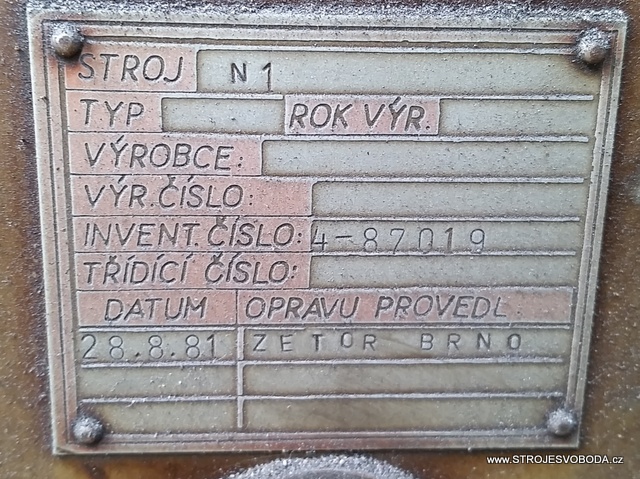 STROJ N1
TYP ROK VÝR.
VÝROBCE:
VÝR.ČÍSLO:
INVENT.ČÍSLO: 4-87019
TŘÍDÍCÍ ČÍSLO:
DATUM OPRAVU PROVEDL
28.8.81 ZETOR BRNO
www.STROJESVOBODA.cz